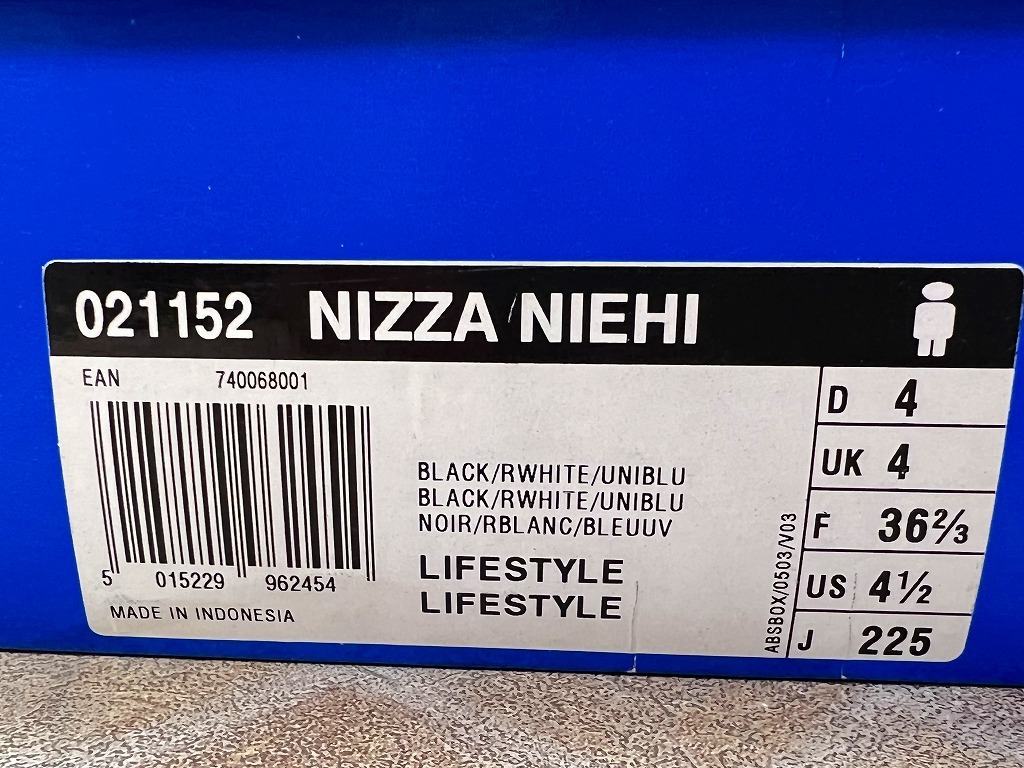 021152 NIZZA NIEHI
EAN 740068001
5 015229 962454
MADE IN INDONESIA
BLACK/RWHITE/UNIBLU
BLACK/RWHITE/UNIBLU
NOIR/RBLANC/BLEUUV
LIFESTYLE
LIFESTYLE
ABSBOX/0503/V03
D 4
UK 4
F 36⅔
US 4½
J 225